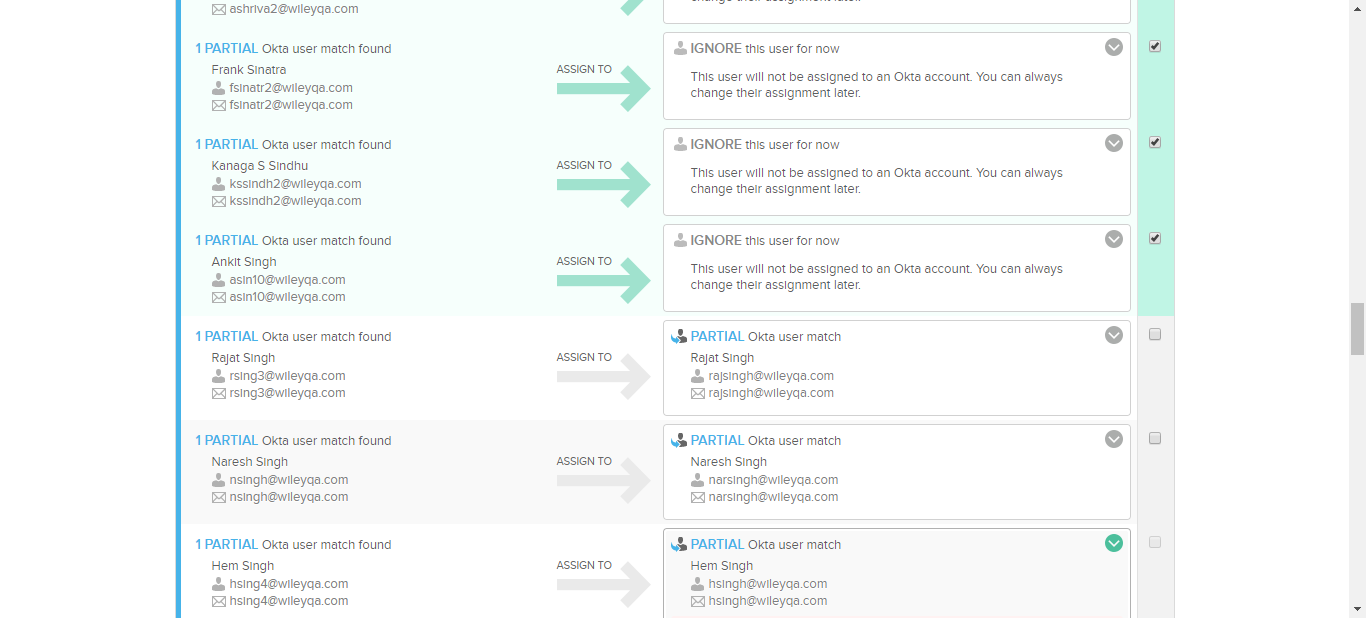 ashriva2@wileyqa.com
change their assignment later.
1 PARTIAL Okta user match found
Frank Sinatra
fsinatr2@wileyqa.com
fsinatr2@wileyqa.com
ASSIGN TO
IGNORE this user for now
This user will not be assigned to an Okta account. You can always
change their assignment later.
1 PARTIAL Okta user match found
Kanaga S Sindhu
kssindh2@wileyqa.com
kssindh2@wileyqa.com
ASSIGN TO
IGNORE this user for now
This user will not be assigned to an Okta account. You can always
change their assignment later.
1 PARTIAL Okta user match found
Ankit Singh
asin10@wileyqa.com
asin10@wileyqa.com
ASSIGN TO
IGNORE this user for now
This user will not be assigned to an Okta account. You can always
change their assignment later.
1 PARTIAL Okta user match found
Rajat Singh
rsing3@wileyqa.com
rsing3@wileyqa.com
ASSIGN TO
PARTIAL Okta user match
Rajat Singh
rajsingh@wileyqa.com
rajsingh@wileyqa.com
1 PARTIAL Okta user match found
Naresh Singh
nsingh@wileyqa.com
nsingh@wileyqa.com
ASSIGN TO
PARTIAL Okta user match
Naresh Singh
narsingh@wileyqa.com
narsingh@wileyqa.com
1 PARTIAL Okta user match found
Hem Singh
hsing4@wileyqa.com
hsing4@wileyqa.com
ASSIGN TO
PARTIAL Okta user match
Hem Singh
hsingh@wileyqa.com
hsingh@wileyqa.com